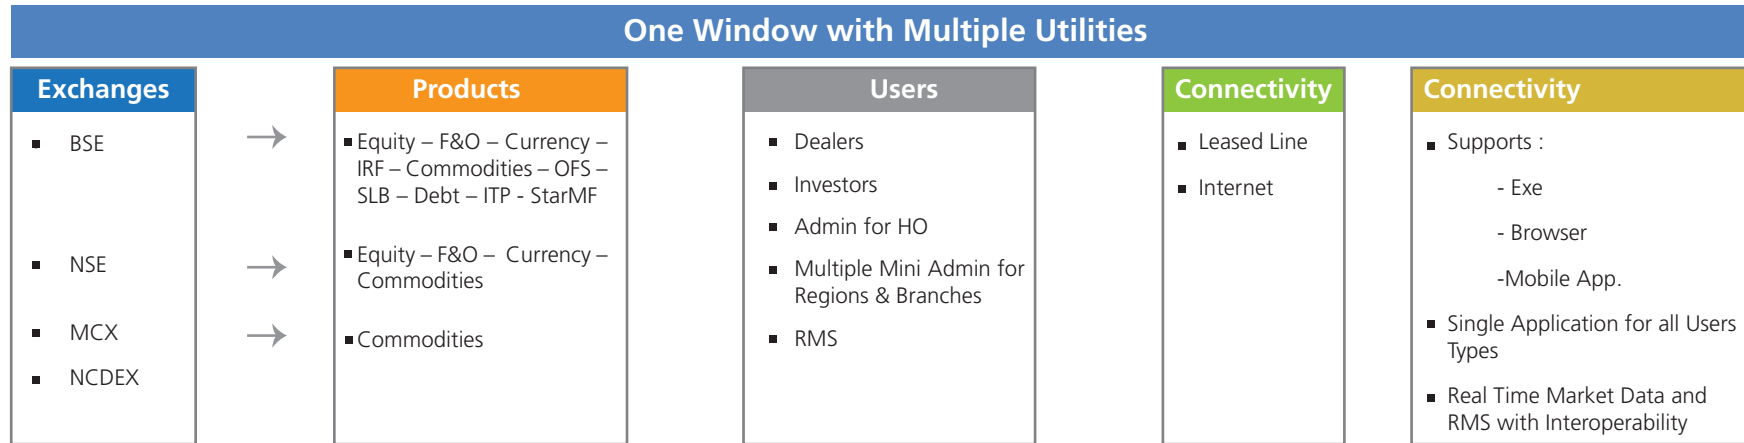 One Window with Multiple Utilities
Exchanges
▪ BSE
▪ NSE
▪ MCX
▪ NCDEX
Products
▪ Equity – F&O – Currency –
IRF – Commodities – OFS –
SLB – Debt – ITP - StarMF
▪ Equity – F&O – Currency –
Commodities
▪ Commodities
Users
▪ Dealers
▪ Investors
▪ Admin for HO
▪ Multiple Mini Admin for
Regions & Branches
▪ RMS
Connectivity
▪ Leased Line
▪ Internet
Connectivity
▪ Supports :
- Exe
- Browser
-Mobile App.
▪ Single Application for all Users
Types
▪ Real Time Market Data and
RMS with Interoperability